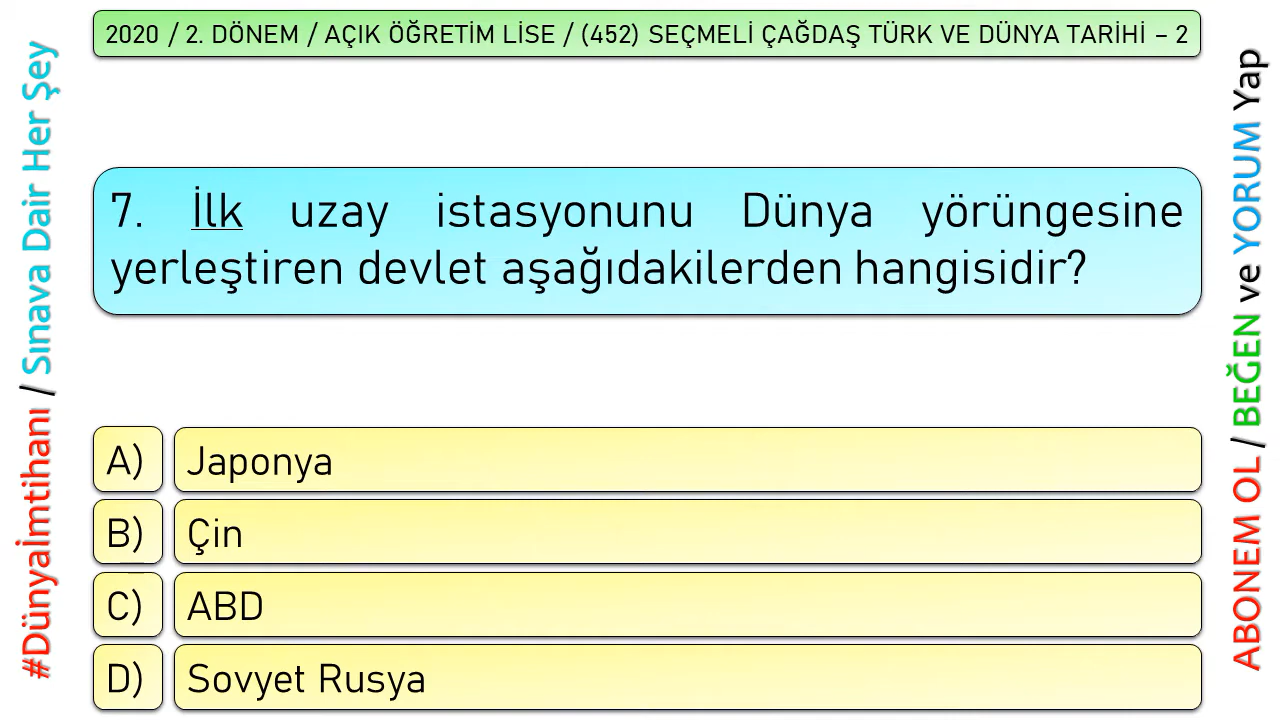 2020 / 2. DÖNEM / AÇIK ÖĞRETİM LİSE / (452) SEÇMELİ ÇAĞDAŞ TÜRK VE DÜNYA TARİHİ – 2
#Dünyaİmtihanı / Sınava Dair Her Şey
7. İlk uzay istasyonunu Dünya yörüngesine
yerleştiren devlet aşağıdakilerden hangisidir?
A) Japonya
B) Çin
C) ABD
D) Sovyet Rusya
ABONEM OL / BEĞEN ve YORUM Yap